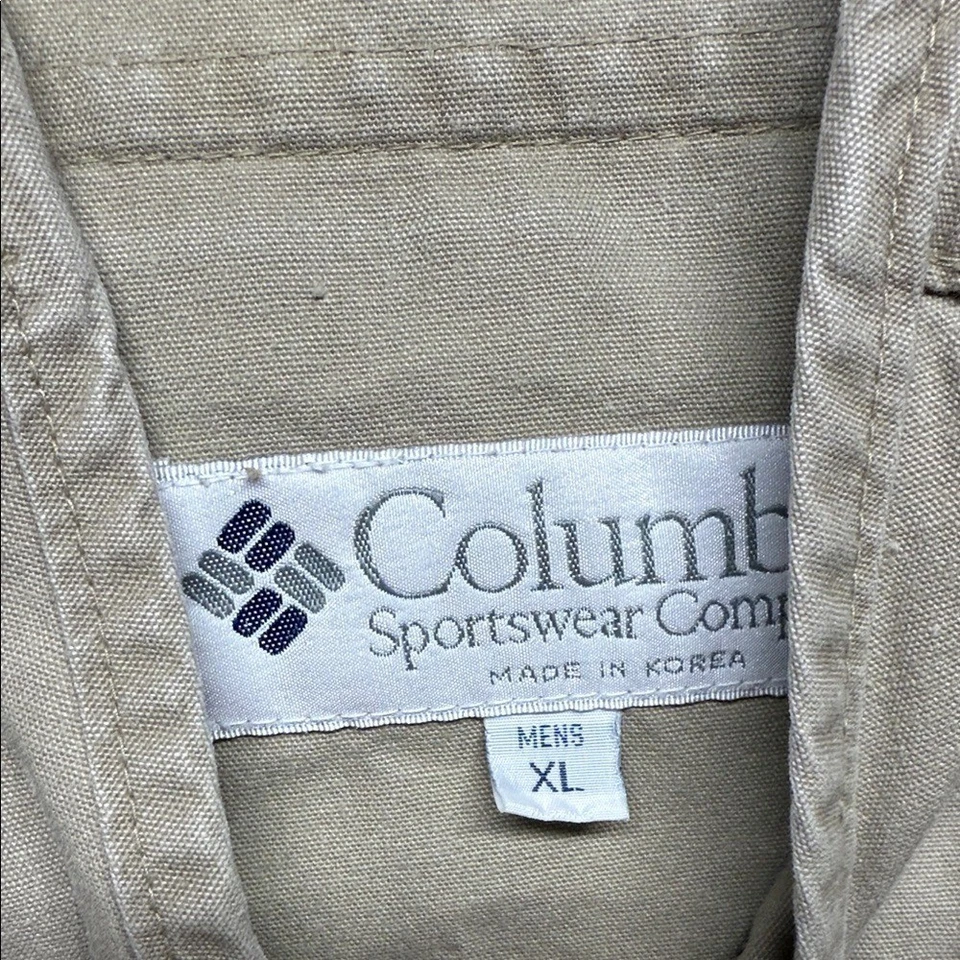 Columb
Sportswear Comp
MADE IN KOREA
MENS
XL